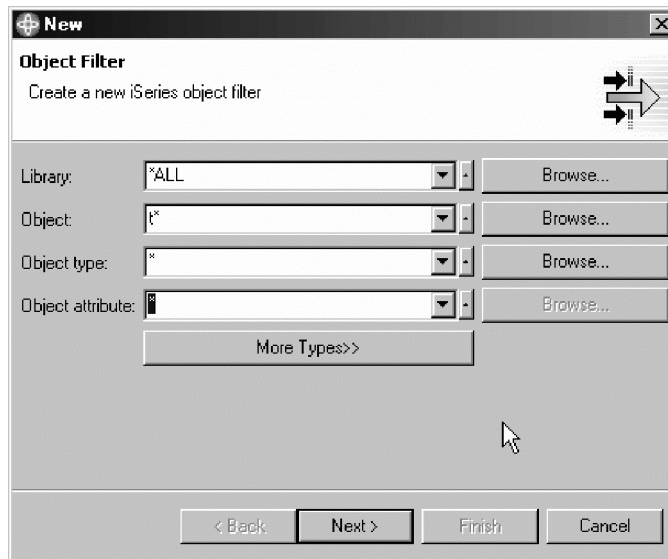 New
Object Filter
Create a new iSeries object filter
Library: *ALL Browse...
Object: t* Browse...
Object type: * Browse...
Object attribute: * Browse...
More Types>>
< Back Next > Finish Cancel